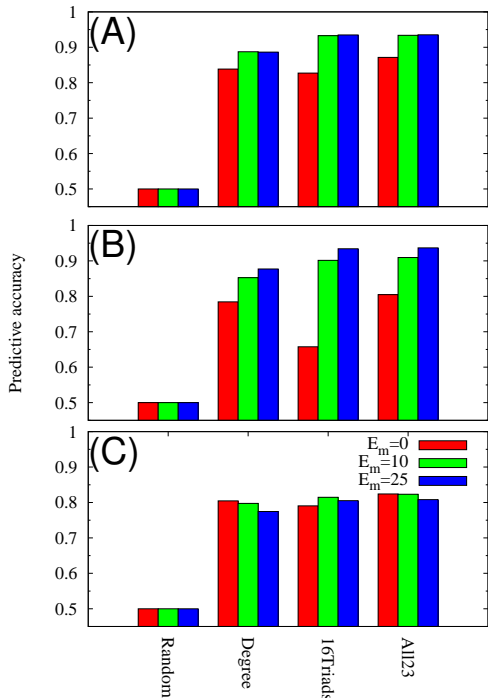 (A)
1
0.9
0.8
0.7
0.6
0.5
(B)
1
0.9
0.8
0.7
0.6
0.5
Predictive accuracy
(C)
1
0.9
0.8
0.7
0.6
0.5
E_m=0
E_m=10
E_m=25
Random
Degree
16Triads
All23